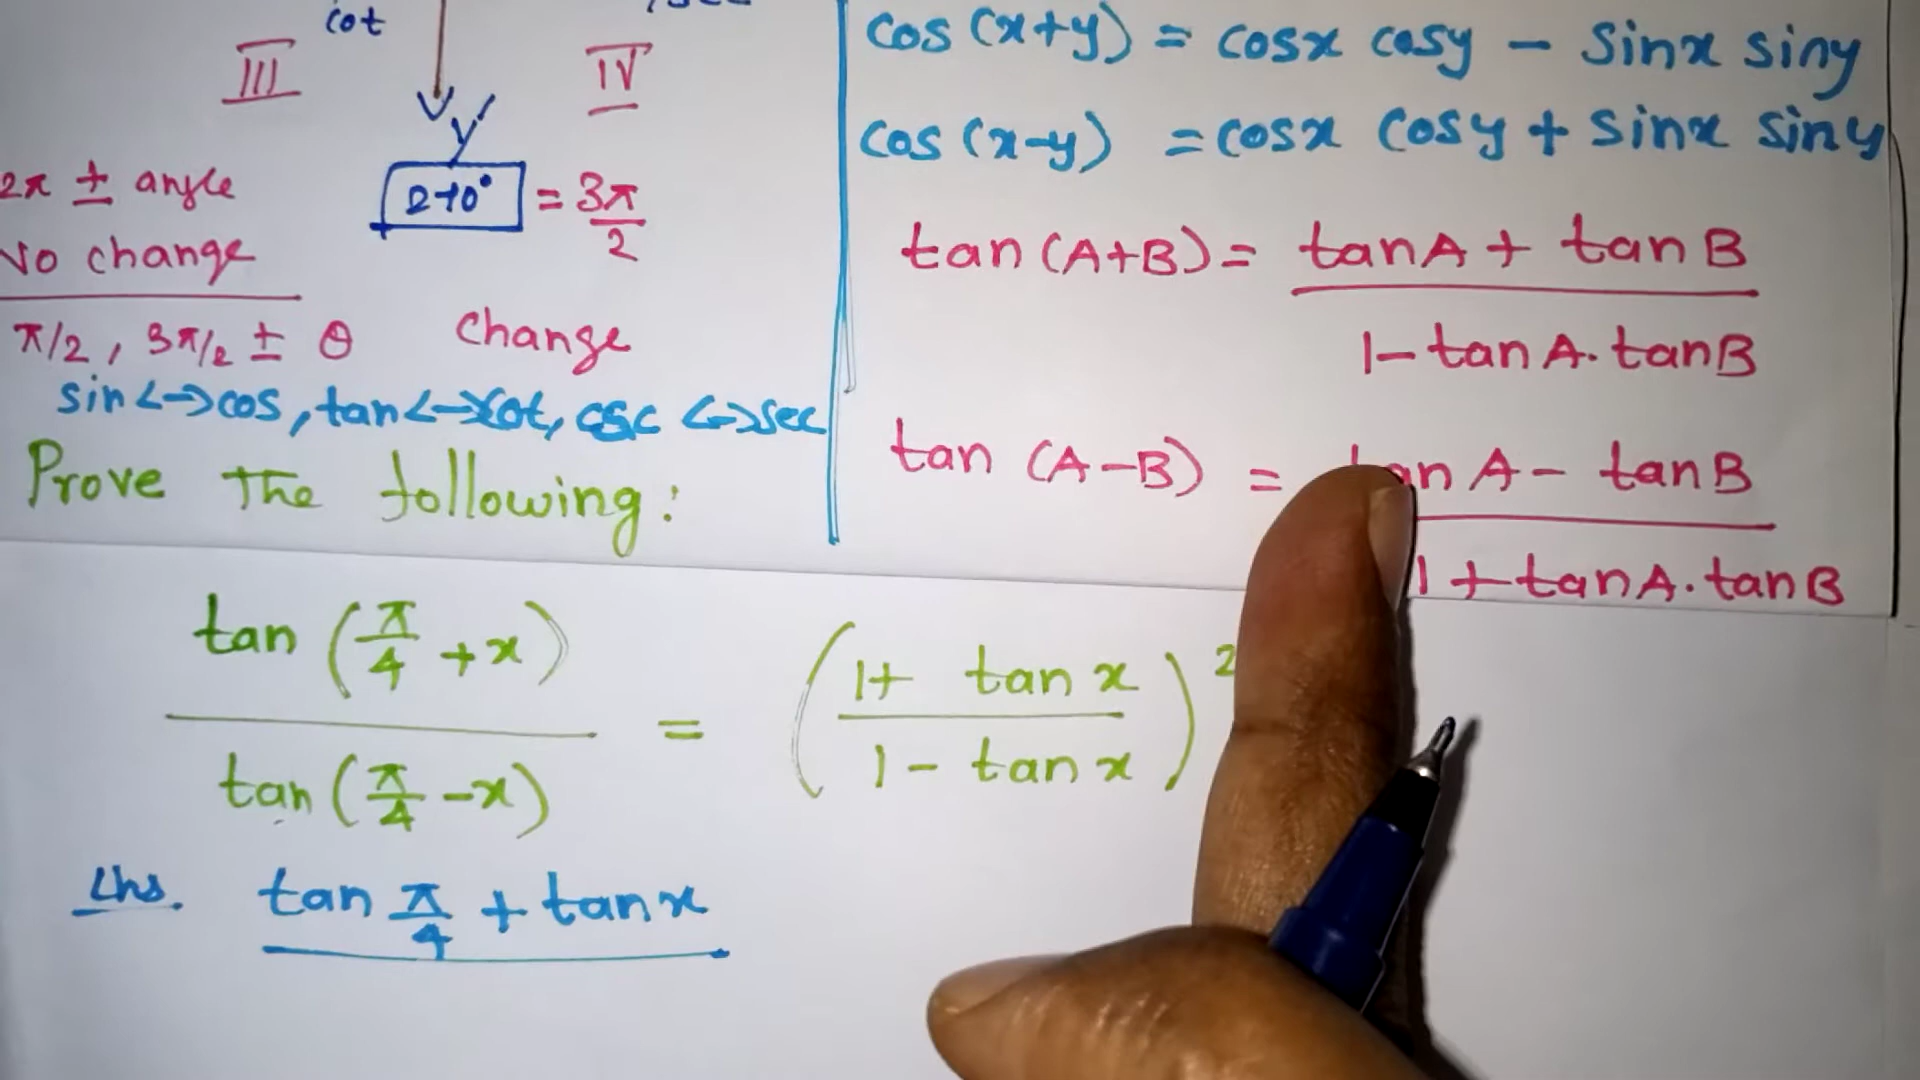 cot
III
IV
y'
270° = 3π/2
2π ± angle
No change
π/2, 3π/2 ± θ change
sin<->cos, tan<->cot, csc <->sec
cos (x+y) = cosx cosy - sinx siny
cos (x-y) = cosx cosy + sinx siny
tan (A+B) = tanA + tanB
1- tanA. tanB
tan (A-B) = tan A - tanB
1 + tanA. tanB
Prove The following:
tan (π/4 + x)
tan (π/4 - x)
= (1+ tan x / 1 - tan x)²
Lhs. tan π/4 + tan x